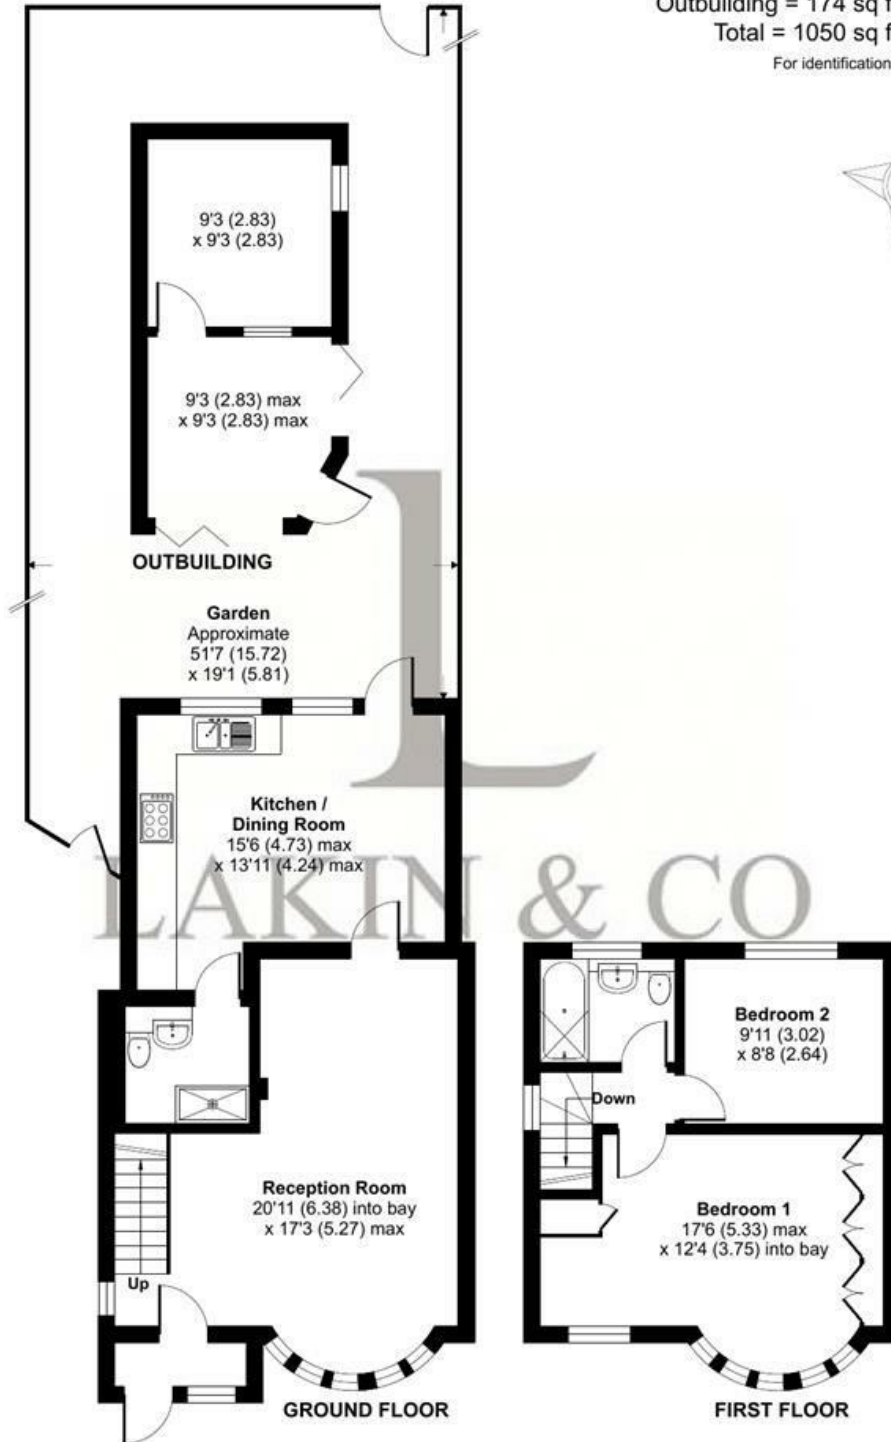 Outbuilding = 174 sq f
Total = 1050 sq f
For identification
9'3 (2.83)
x 9'3 (2.83)
9'3 (2.83) max
x 9'3 (2.83) max
OUTBUILDING
Garden
Approximate
51'7 (15.72)
x 19'1 (5.81)
Kitchen /
Dining Room
15'6 (4.73) max
x 13'11 (4.24) max
L
LAKIN & CO
Bedroom 2
9'11 (3.02)
x 8'8 (2.64)
Down
Reception Room
20'11 (6.38) into bay
x 17'3 (5.27) max
Bedroom 1
17'6 (5.33) max
x 12'4 (3.75) into bay
Up
GROUND FLOOR
FIRST FLOOR